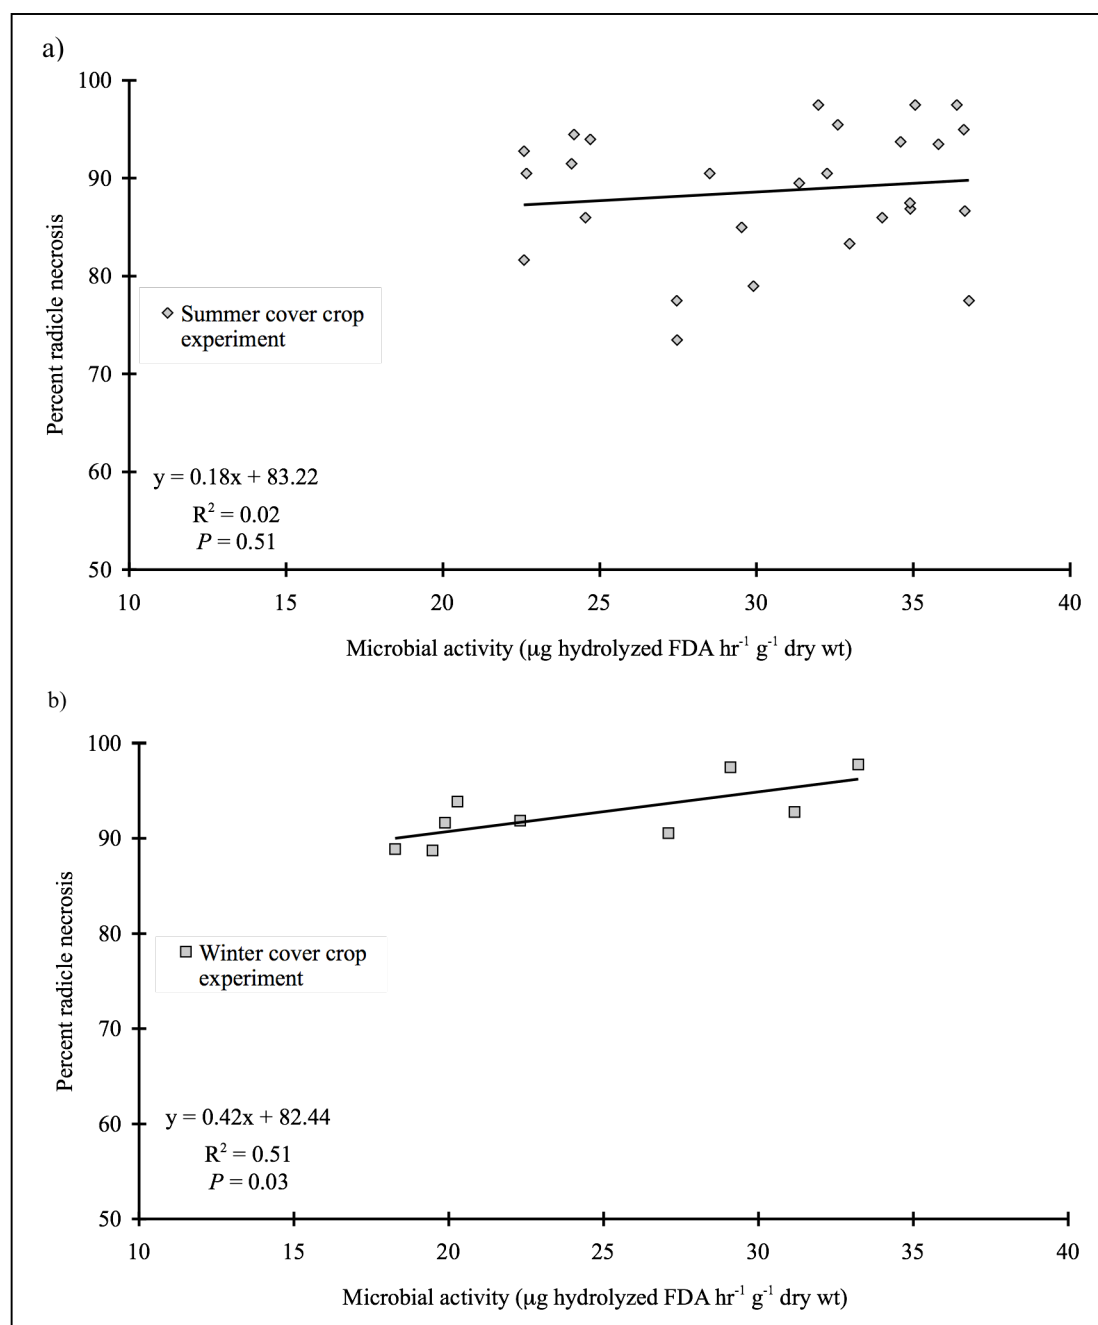 a)
100
90
80
70
60
50
Percent radicle necrosis
Summer cover crop
experiment
y = 0.18x + 83.22
R² = 0.02
P = 0.51
10 15 20 25 30 35 40
Microbial activity (μg hydrolyzed FDA hr⁻¹ g⁻¹ dry wt)
b)
100
90
80
70
60
50
Percent radicle necrosis
Winter cover crop
experiment
y = 0.42x + 82.44
R² = 0.51
P = 0.03
10 15 20 25 30 35 40
Microbial activity (μg hydrolyzed FDA hr⁻¹ g⁻¹ dry wt)